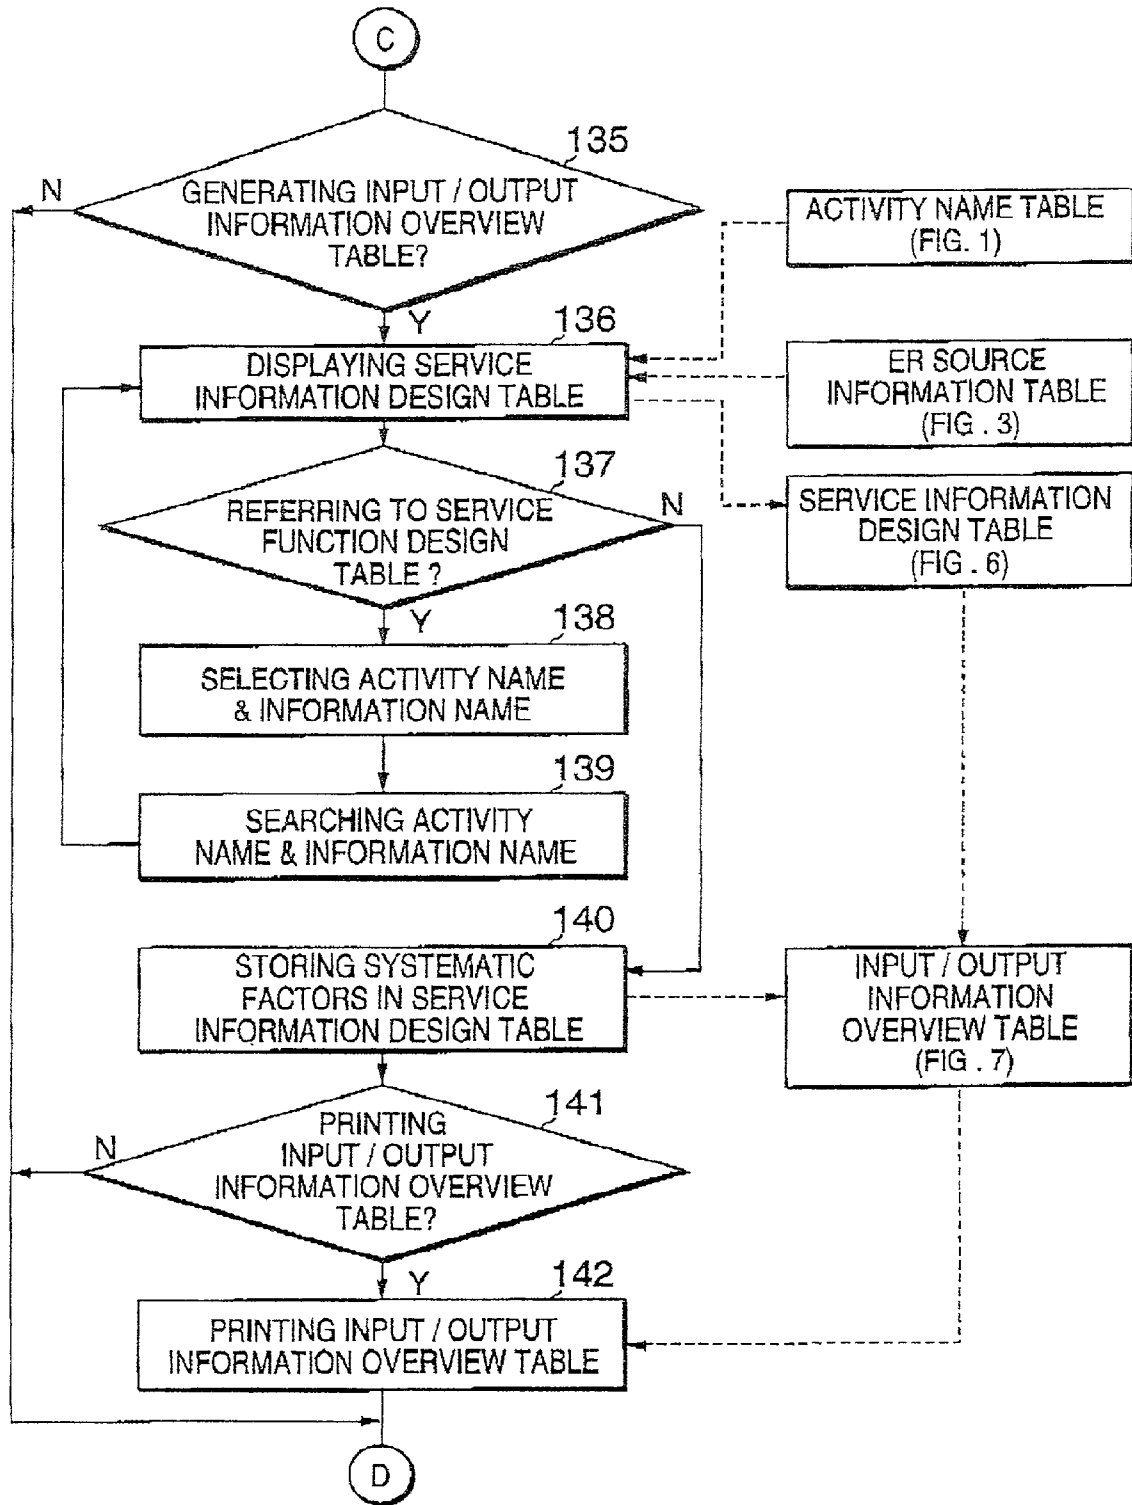 C
135
N
GENERATING INPUT / OUTPUT
INFORMATION OVERVIEW
TABLE?
ACTIVITY NAME TABLE
(FIG. 1)
Y
136
DISPLAYING SERVICE
INFORMATION DESIGN TABLE
ER SOURCE
INFORMATION TABLE
(FIG . 3)
137
REFERRING TO SERVICE
FUNCTION DESIGN
TABLE ?
N
SERVICE INFORMATION
DESIGN TABLE
(FIG . 6)
Y
138
SELECTING ACTIVITY NAME
& INFORMATION NAME
139
SEARCHING ACTIVITY
NAME & INFORMATION NAME
140
STORING SYSTEMATIC
FACTORS IN SERVICE
INFORMATION DESIGN TABLE
INPUT / OUTPUT
INFORMATION
OVERVIEW TABLE
(FIG . 7)
141
N
PRINTING
INPUT / OUTPUT
INFORMATION OVERVIEW
TABLE?
Y
142
PRINTING INPUT / OUTPUT
INFORMATION OVERVIEW TABLE
D